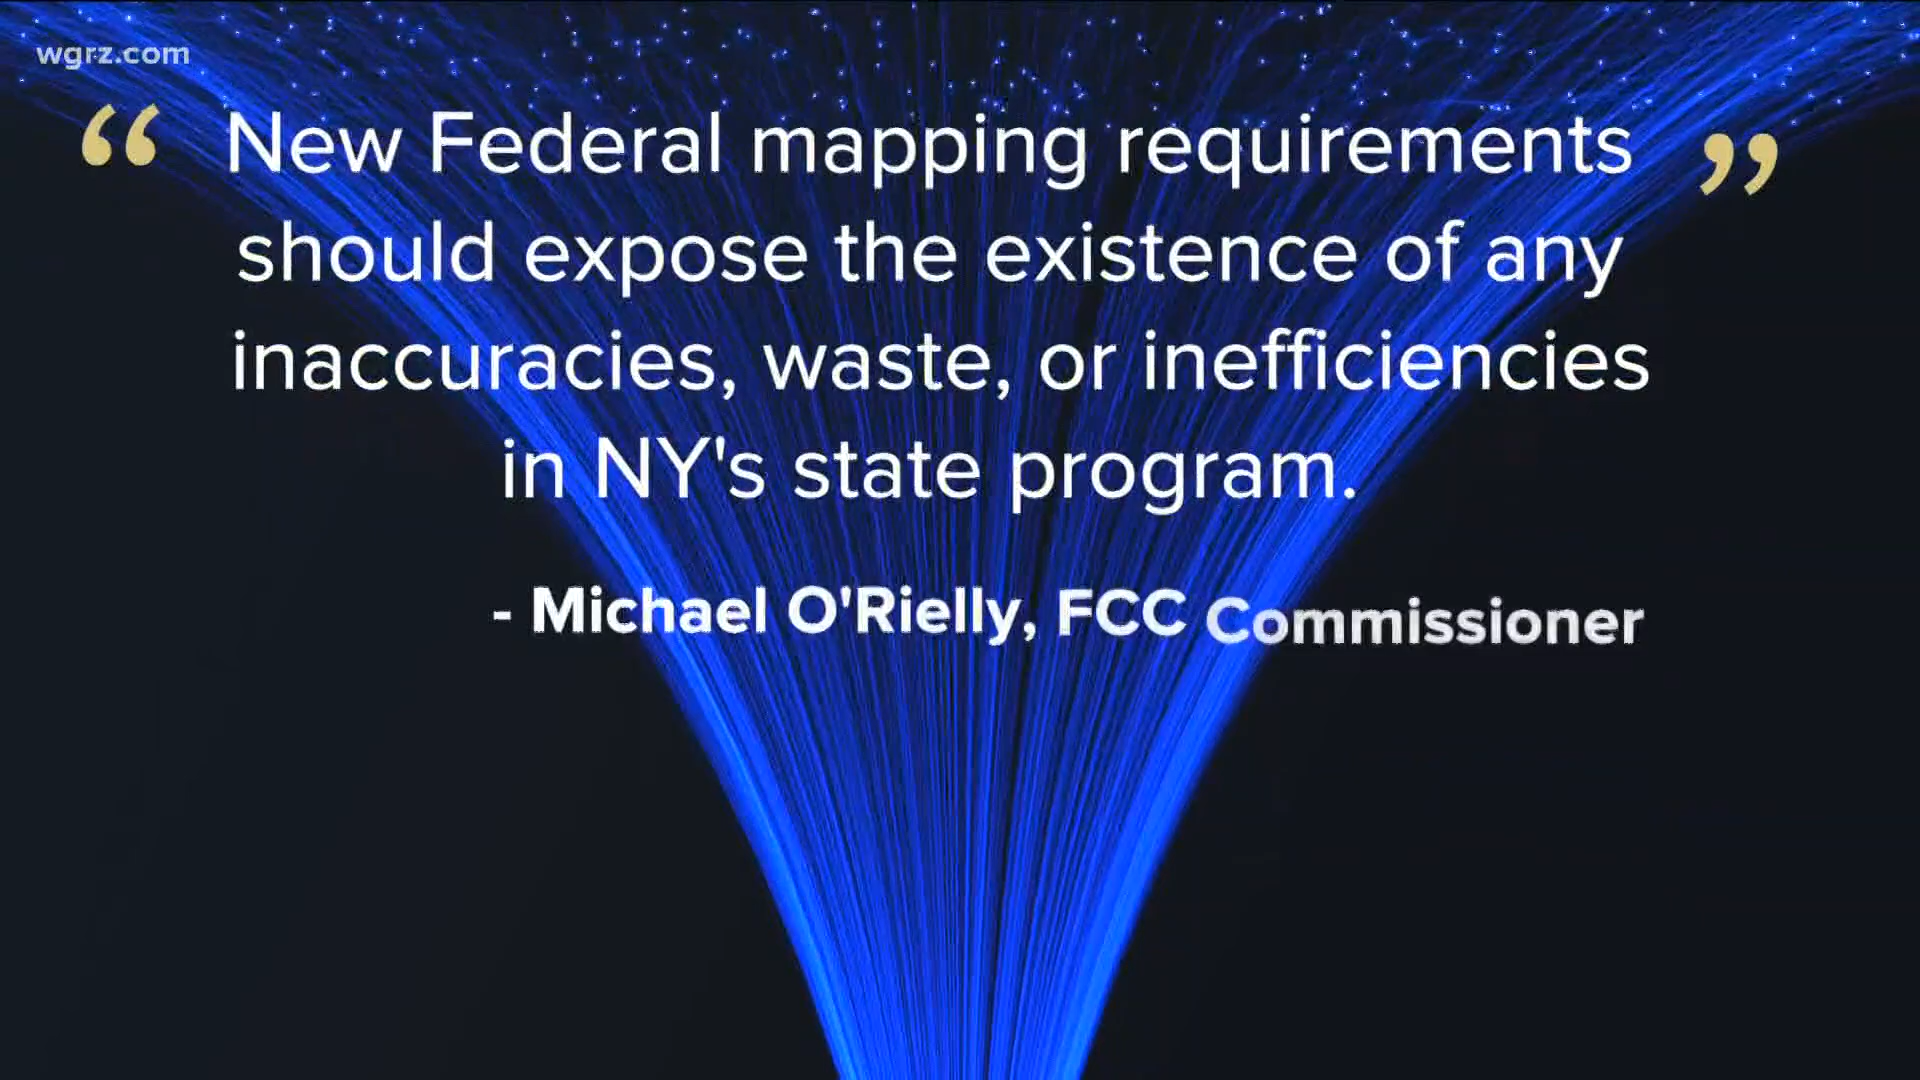 wgrz.com
“ New Federal mapping requirements ”
should expose the existence of any
inaccuracies, waste, or inefficiencies
in NY's state program.
- Michael O'Rielly, FCC Commissioner